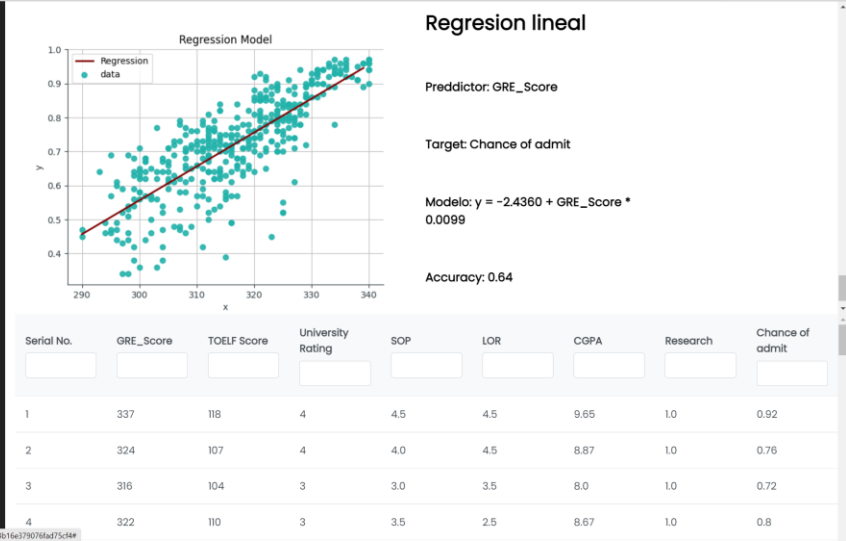 Regression Model
Regression
data
1.0
0.9
0.8
0.7
0.6
0.5
0.4
y
290 300 310 320 330 340
x
Regresion lineal
Preddictor: GRE_Score
Target: Chance of admit
Modelo: y = -2.4360 + GRE_Score *
0.0099
Accuracy: 0.64
Serial No. GRE_Score TOELF Score University Rating SOP LOR CGPA Research Chance of admit
1 337 118 4 4.5 4.5 9.65 1.0 0.92
2 324 107 4 4.0 4.5 8.87 1.0 0.76
3 316 104 3 3.0 3.5 8.0 1.0 0.72
4 322 110 3 3.5 2.5 8.67 1.0 0.8
b16e379076fad75cf4#